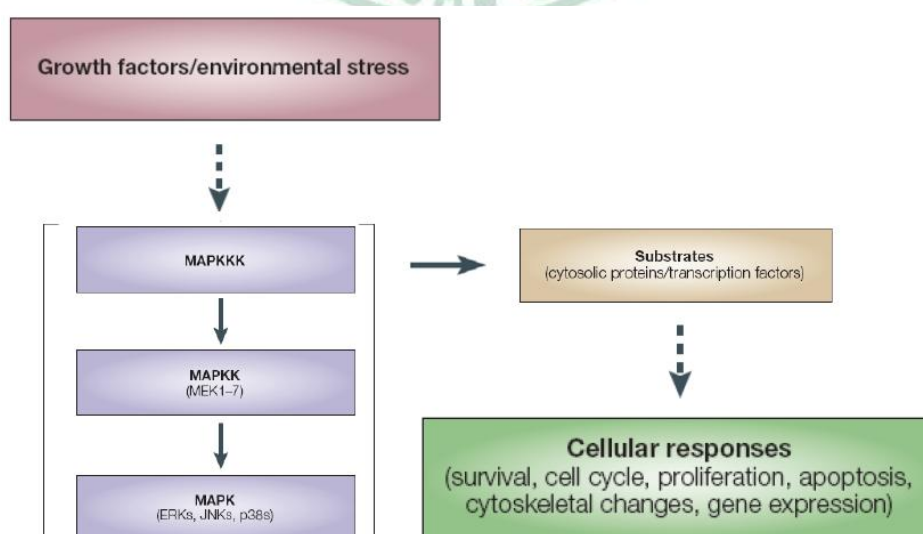 Growth factors/environmental stress
MAPKKK
MAPKK
(MEK1–7)
MAPK
(ERKs, JNKs, p38s)
Substrates
(cytosolic proteins/transcription factors)
Cellular responses
(survival, cell cycle, proliferation, apoptosis,
cytoskeletal changes, gene expression)